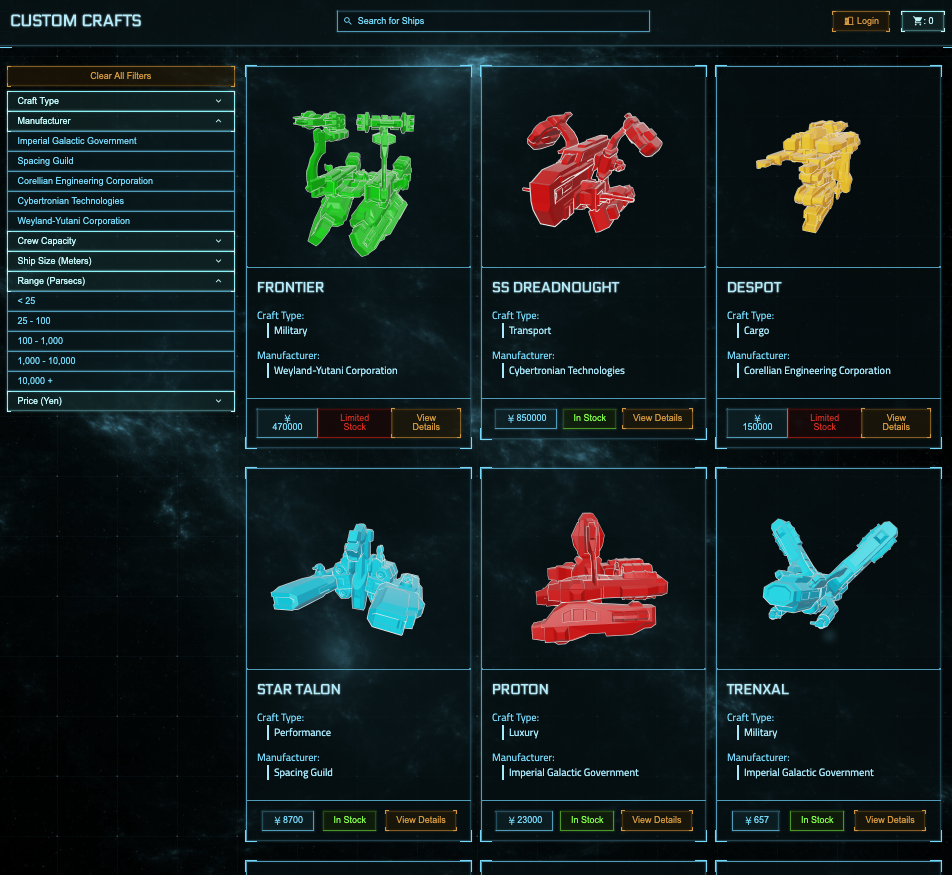 CUSTOM CRAFTS
Search for Ships
Login
: 0
Clear All Filters
Craft Type
Manufacturer
Imperial Galactic Government
Spacing Guild
Corellian Engineering Corporation
Cybertronian Technologies
Weyland-Yutani Corporation
Crew Capacity
Ship Size (Meters)
Range (Parsecs)
< 25
25 - 100
100 - 1,000
1,000 - 10,000
10,000 +
Price (Yen)
FRONTIER
Craft Type:
Military
Manufacturer:
Weyland-Yutani Corporation
¥
470000
Limited
Stock
View
Details
SS DREADNOUGHT
Craft Type:
Transport
Manufacturer:
Cybertronian Technologies
¥ 850000
In Stock
View Details
DESPOT
Craft Type:
Cargo
Manufacturer:
Corellian Engineering Corporation
¥
150000
Limited
Stock
View
Details
STAR TALON
Craft Type:
Performance
Manufacturer:
Spacing Guild
¥ 8700
In Stock
View Details
PROTON
Craft Type:
Luxury
Manufacturer:
Imperial Galactic Government
¥ 23000
In Stock
View Details
TRENXAL
Craft Type:
Military
Manufacturer:
Imperial Galactic Government
¥ 657
In Stock
View Details